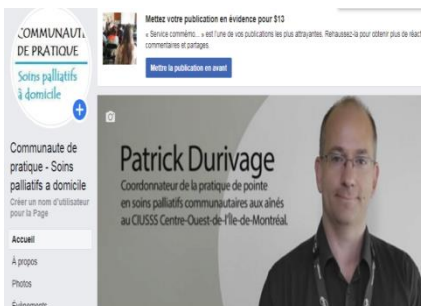 COMMUNAUTÉ
DE PRATIQUE
Soins palliatifs
à domicile
Communaute de
pratique - Soins
palliatifs a domicile
Créer un nom d'utilisateur
pour la Page
Accueil
À propos
Photos
Événements
Mettez votre publication en évidence pour $13
« Service commémo... » est l'une de vos publications les plus attrayantes. Rehaussez-la pour obtenir plus de
commentaires et partages.
Mettre la publication en avant
Patrick Durivage
Coordonnateur de la pratique de pointe
en soins palliatifs communautaires aux aînés
au CIUSSS Centre-Ouest-de-l'Île-de-Montréal.